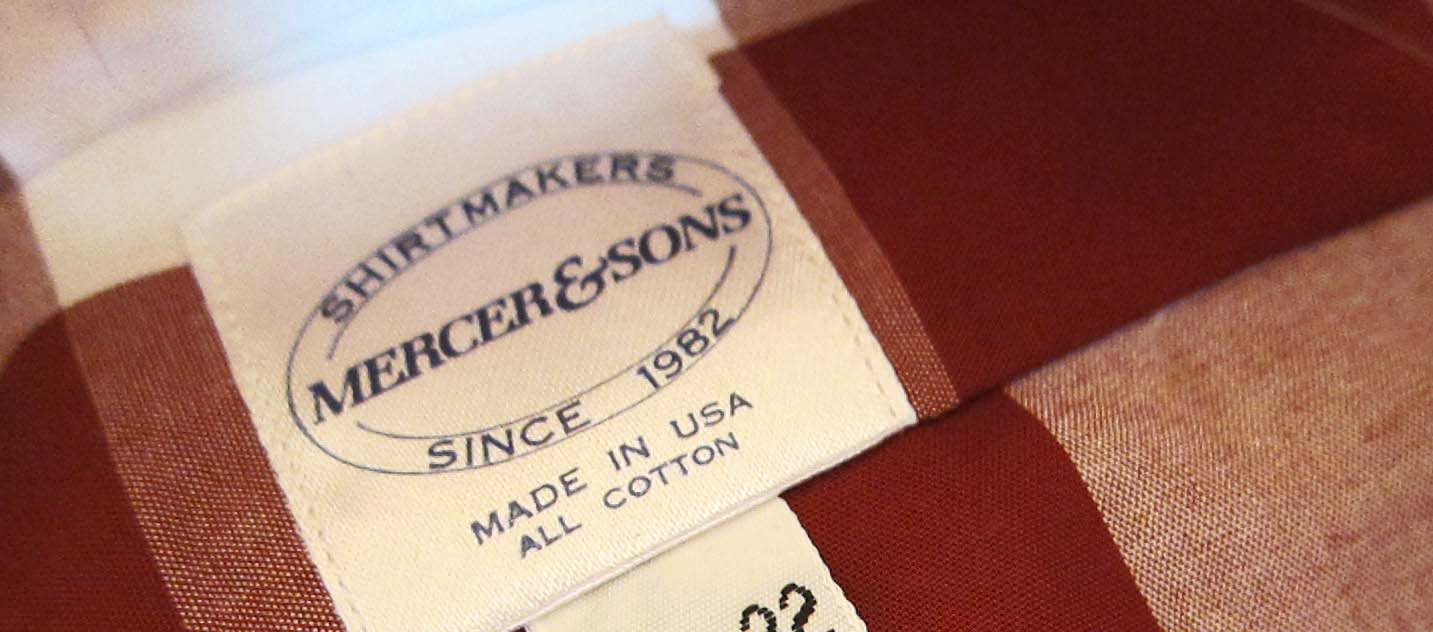 SHIRTMAKERS
MERCER&SONS
SINCE 1982
MADE IN USA
ALL COTTON